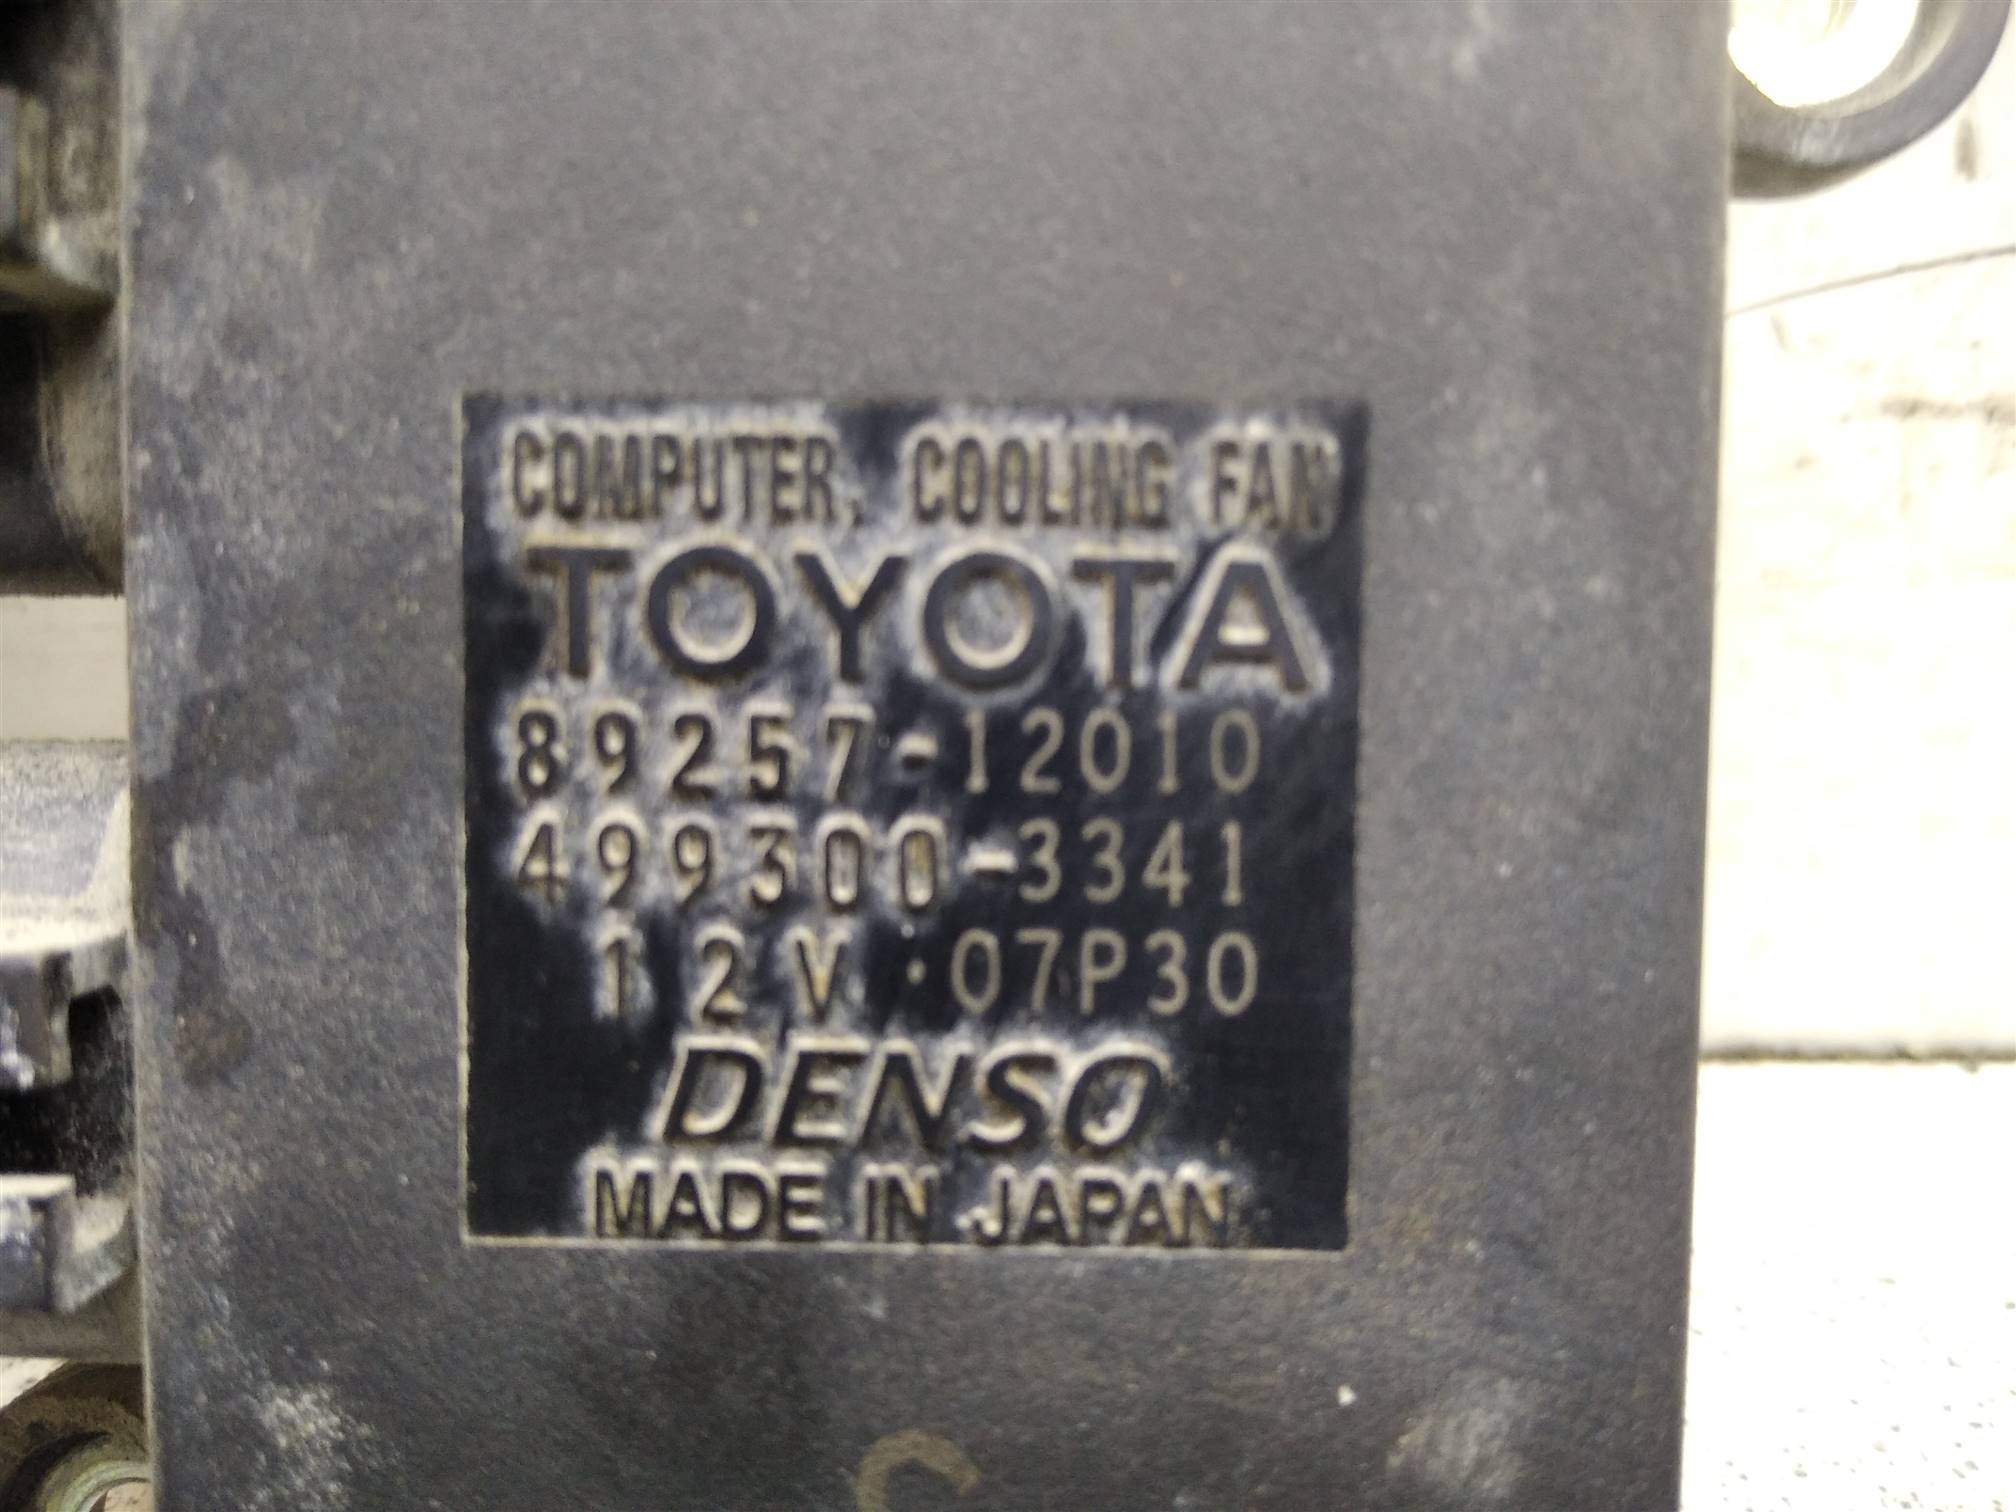 COMPUTER, COOLING FAN
TOYOTA
89257-12010
499300-3341
12V·07P30
DENSO
MADE IN JAPAN